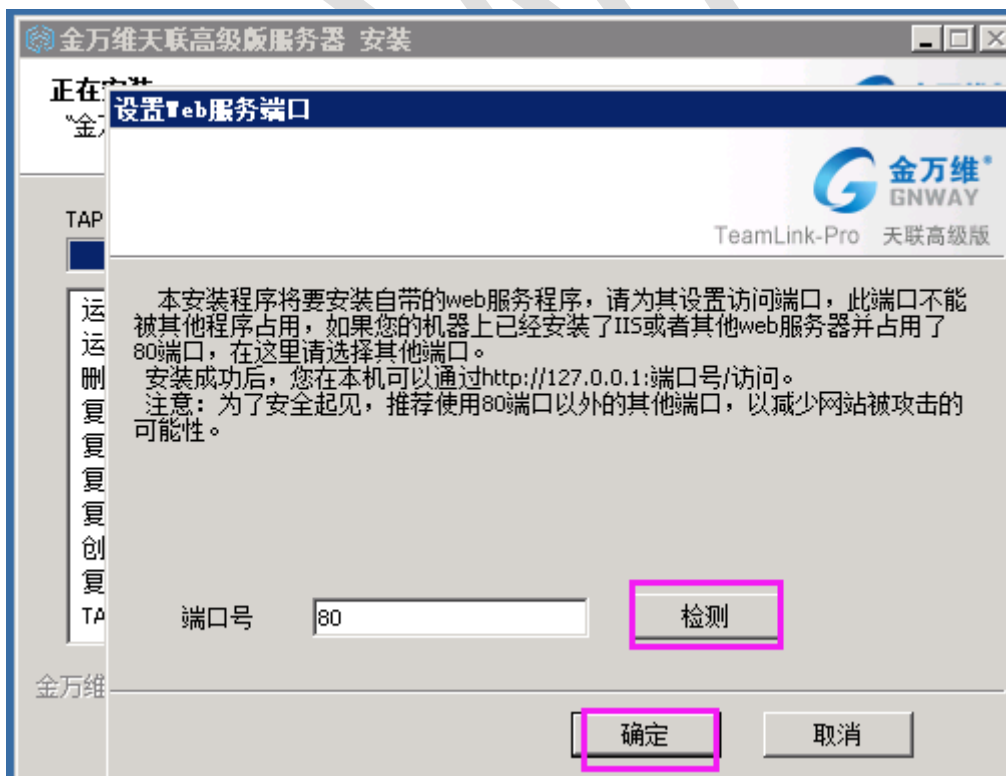 金万维天联高级版服务器 安装
正在安装
“金万
设置Web服务端口
金万维®
GNWAY
TeamLink-Pro 天联高级版
TAP
本安装程序将要安装自带的web服务程序，请为其设置访问端口，此端口不能
被其他程序占用，如果您的机器上已经安装了IIS或者其他web服务器并占用了
80端口，在这里请选择其他端口。
安装成功后，您在本机可以通过http://127.0.0.1:端口号/访问。
注意：为了安全起见，推荐使用80端口以外的其他端口，以减少网站被攻击的
可能性。
运
运
删
复
复
复
复
创
复
TA
端口号 80 检测
金万维
确定 取消